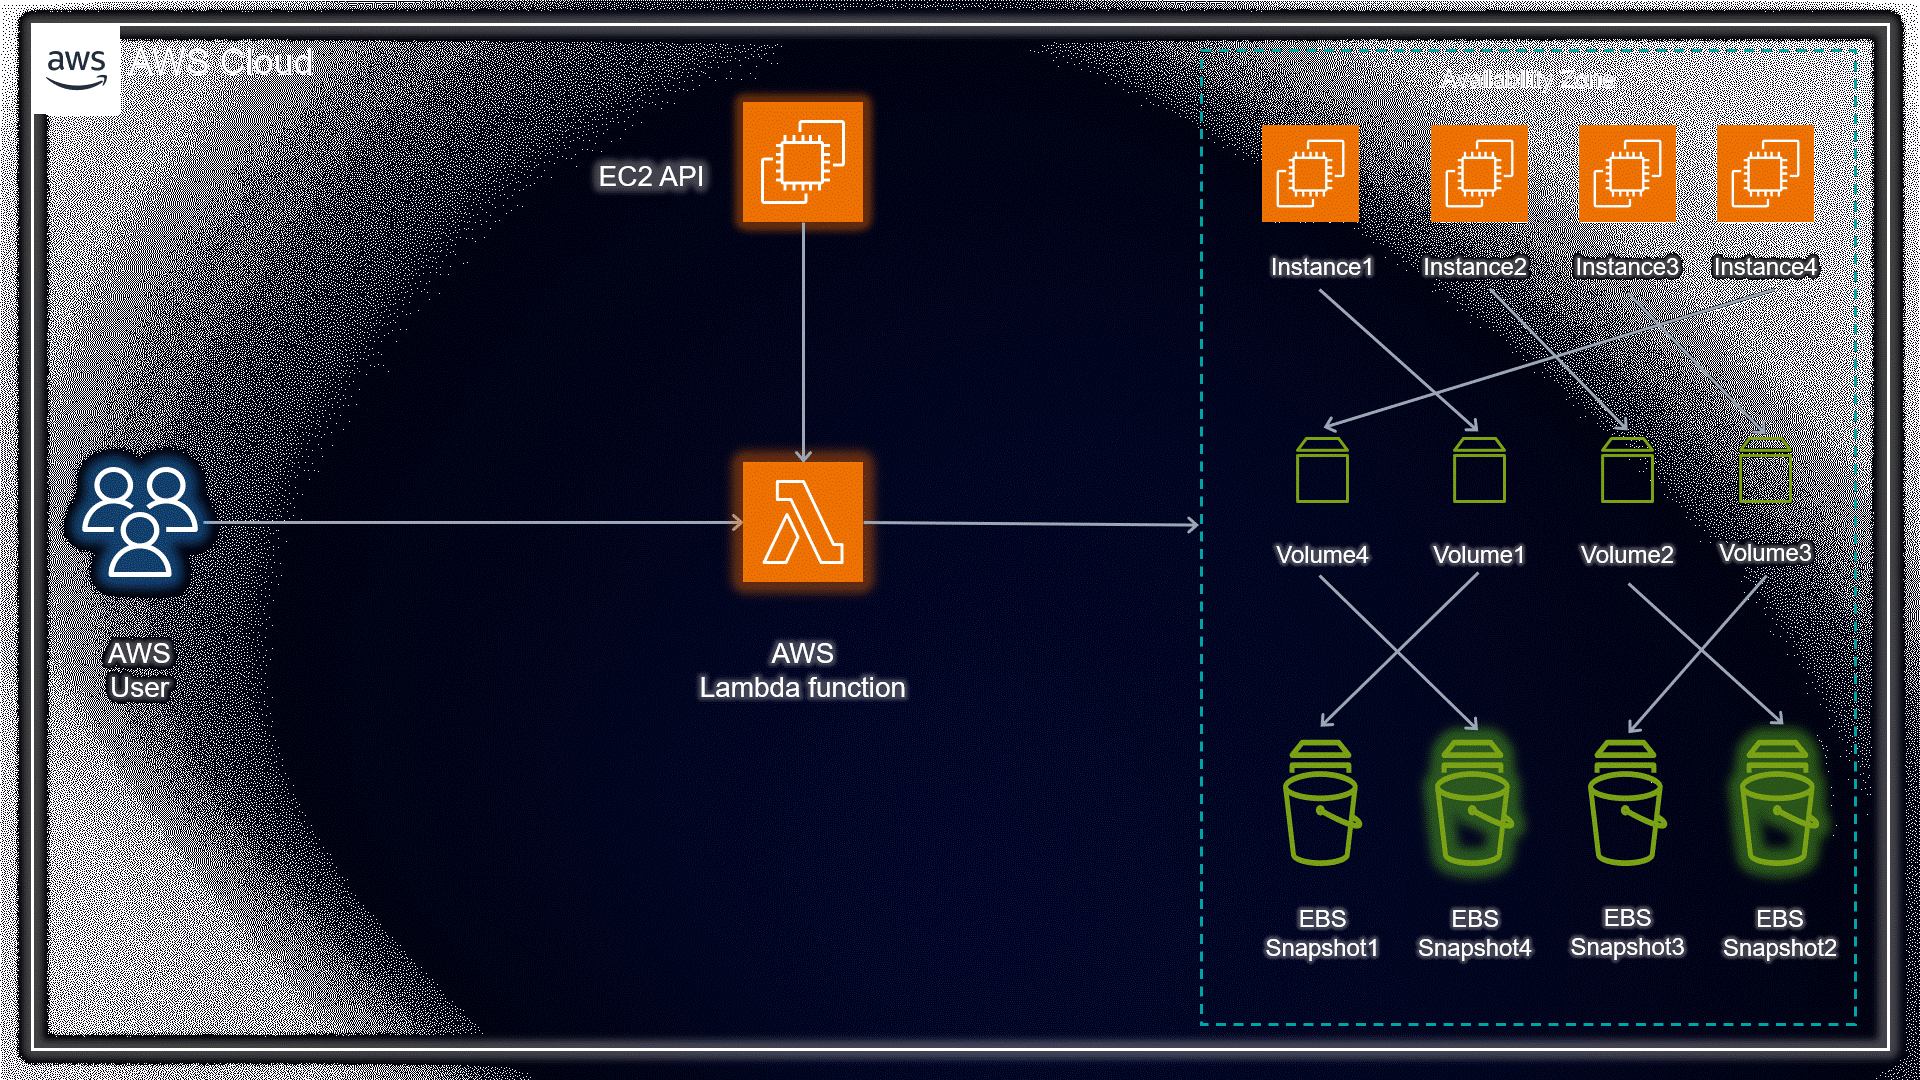 aws
AWS Cloud
Availability Zone
EC2 API
Instance1
Instance2
Instance3
Instance4
Volume4
Volume1
Volume2
Volume3
AWS
User
AWS
Lambda function
EBS
Snapshot1
EBS
Snapshot4
EBS
Snapshot3
EBS
Snapshot2